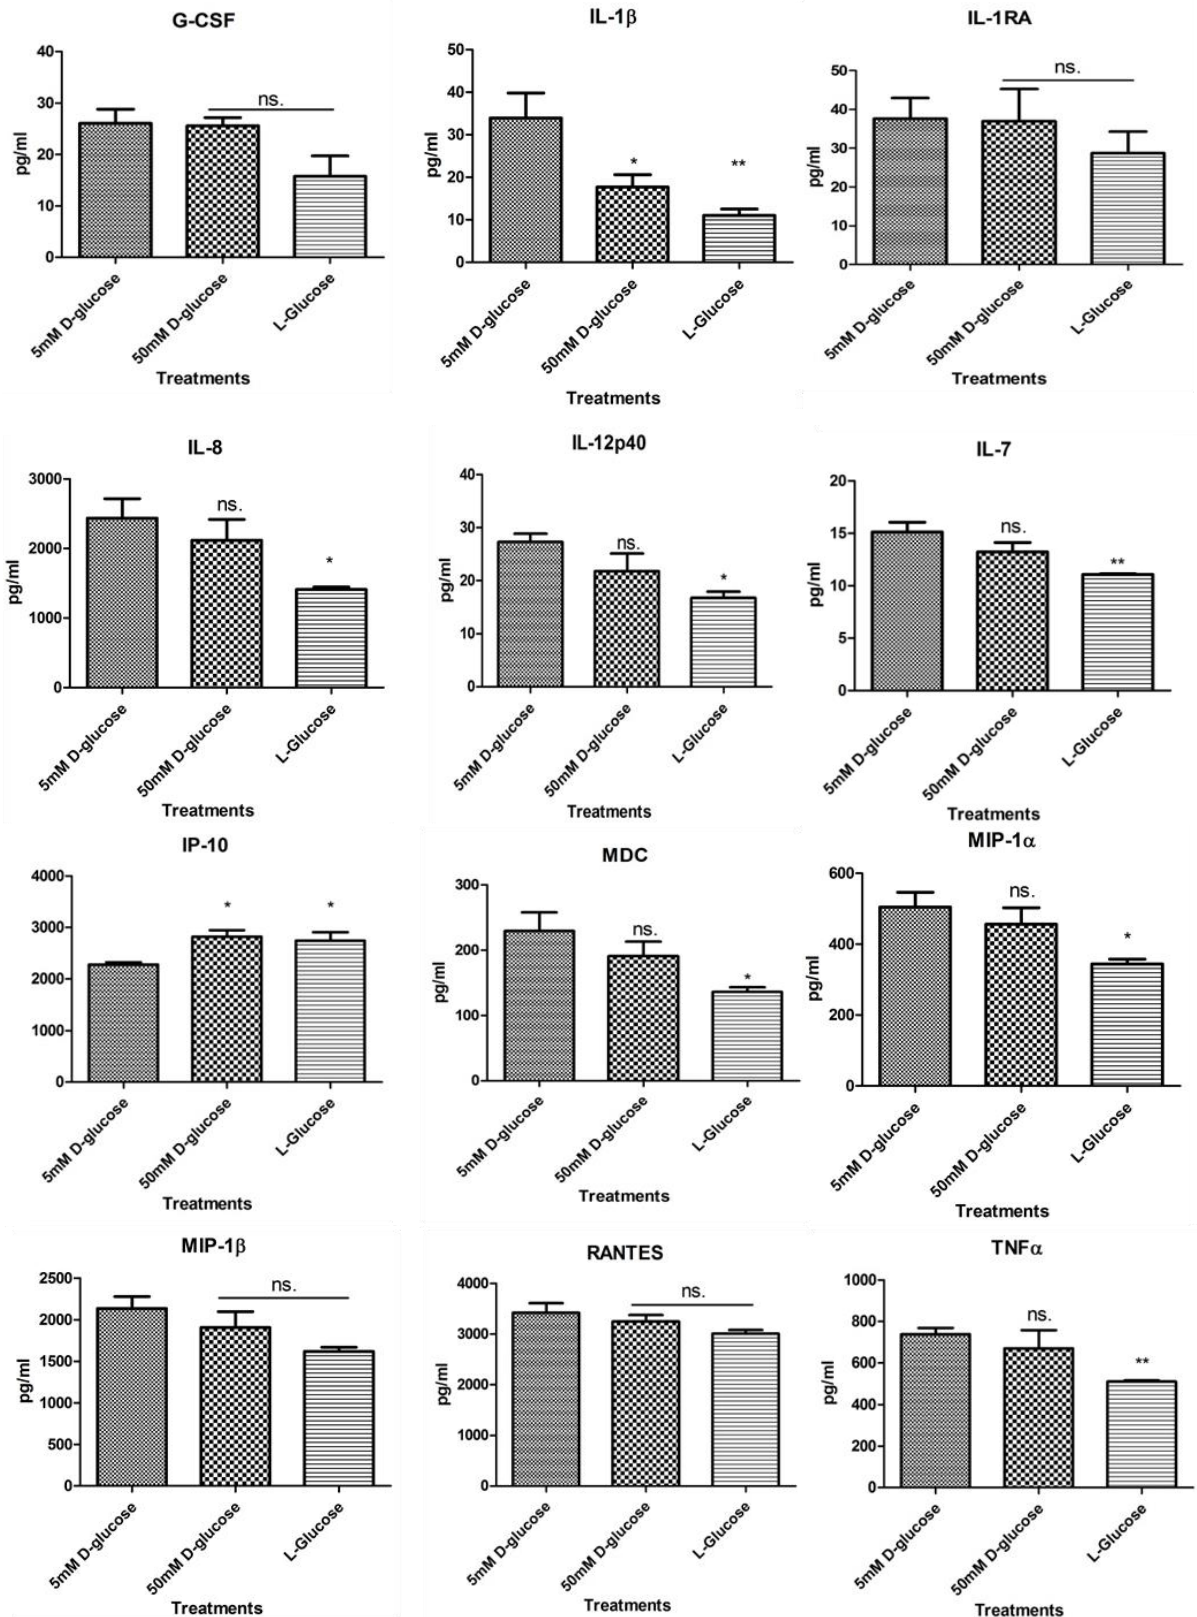 G-CSF
40
30
20
10
0
pg/ml
ns.
5mM D-glucose
50mM D-glucose
L-Glucose
Treatments
IL-1β
50
40
30
20
10
0
pg/ml
*
**
5mM D-glucose
50mM D-glucose
L-Glucose
Treatments
IL-1RA
50
40
30
20
10
0
pg/ml
ns.
5mM D-glucose
50mM D-glucose
L-Glucose
Treatments
IL-8
3000
2000
1000
0
pg/ml
ns.
*
5mM D-glucose
50mM D-glucose
L-Glucose
Treatments
IL-12p40
40
30
20
10
0
pg/ml
ns.
*
5mM D-glucose
50mM D-glucose
L-Glucose
Treatments
IL-7
20
15
10
5
0
pg/ml
ns.
**
5mM D-glucose
50mM D-glucose
L-Glucose
Treatments
IP-10
4000
3000
2000
1000
0
pg/ml
*
*
5mM D-glucose
50mM D-glucose
L-Glucose
Treatments
MDC
300
200
100
0
pg/ml
ns.
*
5mM D-glucose
50mM D-glucose
L-Glucose
Treatments
MIP-1α
600
400
200
0
pg/ml
ns.
*
5mM D-glucose
50mM D-glucose
L-Glucose
Treatments
MIP-1β
2500
2000
1500
1000
500
0
pg/ml
ns.
5mM D-glucose
50mM D-glucose
L-Glucose
Treatments
RANTES
4000
3000
2000
1000
0
pg/ml
ns.
5mM D-glucose
50mM D-glucose
L-Glucose
Treatments
TNFα
1000
800
600
400
200
0
pg/ml
ns.
**
5mM D-glucose
50mM D-glucose
L-Glucose
Treatments